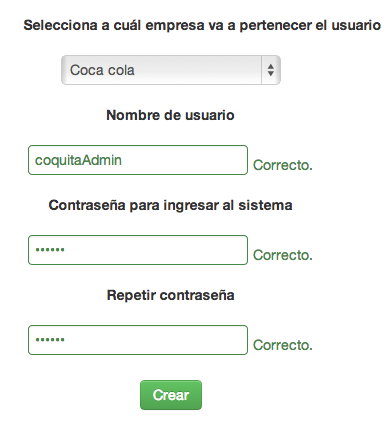 Selecciona a cuál empresa va a pertenecer el usuario
Coca cola
Nombre de usuario
coquitaAdmin Correcto.
Contraseña para ingresar al sistema
•••••• Correcto.
Repetir contraseña
•••••• Correcto.
Crear